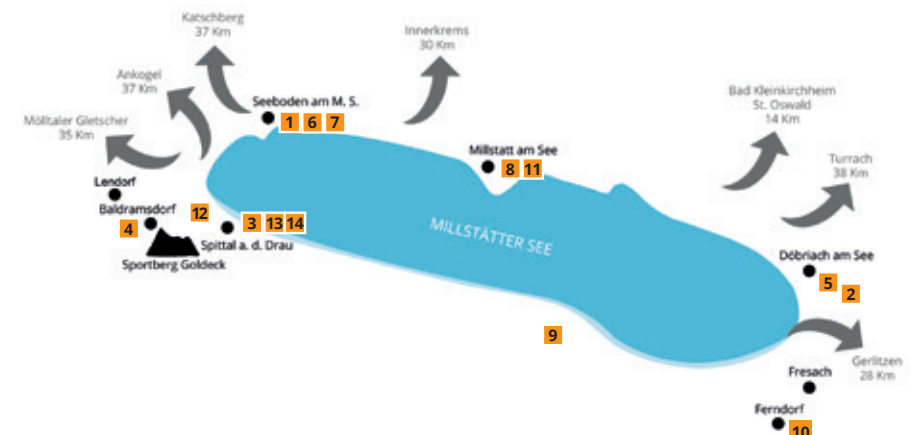 Katschberg
37 Km
Innerkrems
30 Km
Ankogel
37 Km
Bad Kleinkirchheim
St. Oswald
14 Km
Seeboden am M. S.
1 6 7
Mölltaler Gletscher
35 Km
Millstatt am See
8 11
Turrach
38 Km
Lendorf
Baldramsdorf
4
12
3 13 14
Spittal a. d. Drau
Sportberg Goldeck
MILLSTÄTTER SEE
Döbriach am See
5
2
9
Gerlitzen
28 Km
Fresach
Ferndorf
10